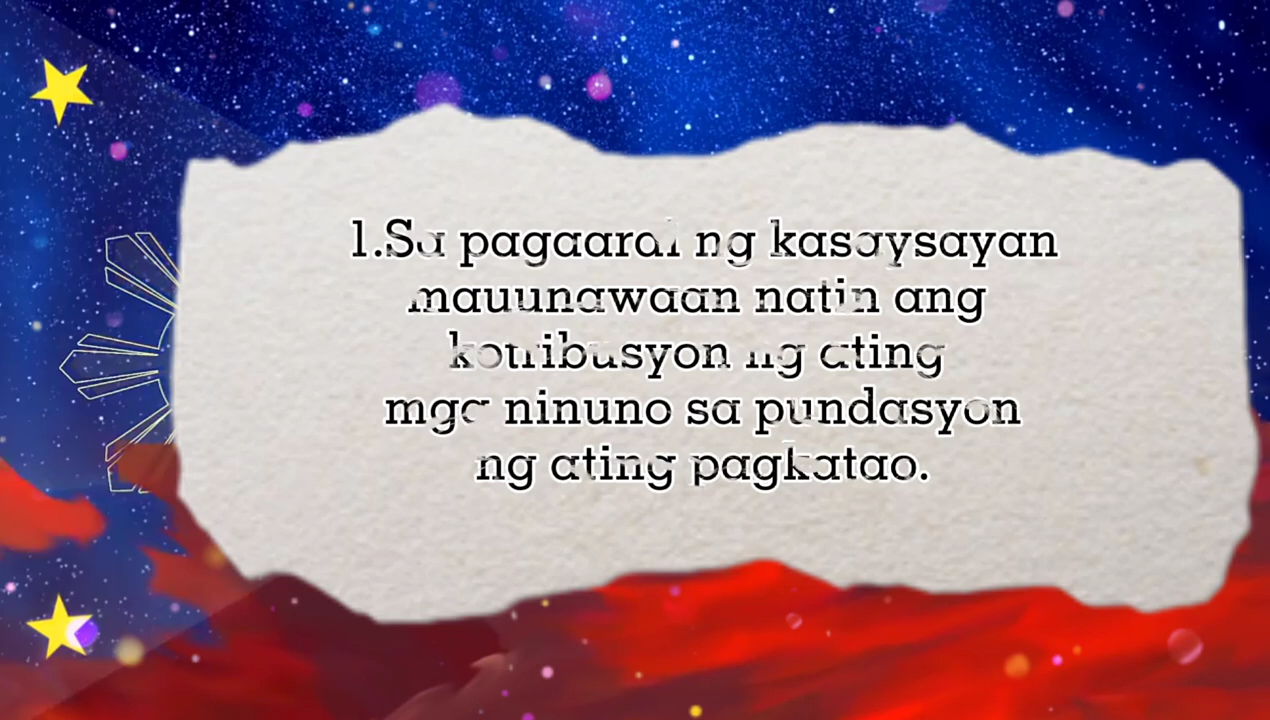 1.Sa pagaaral ng kasaysayan
mauunawaan natin ang
kontribusyon ng ating
mga ninuno sa pundasyon
ng ating pagkatao.